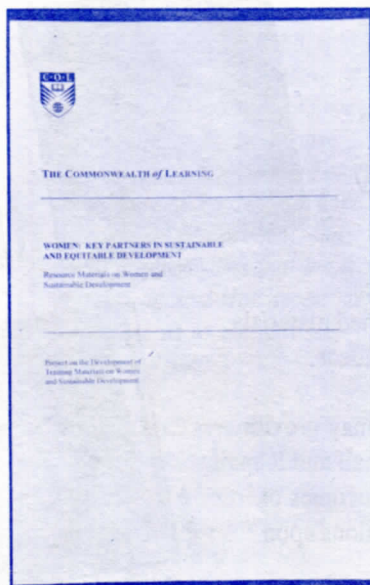 C·O·L
THE COMMONWEALTH of LEARNING
WOMEN: KEY PARTNERS IN SUSTAINABLE
AND EQUITABLE DEVELOPMENT
Resource Materials on Women and
Sustainable Development
Project on the Development of
Training Materials on Women
and Sustainable Development